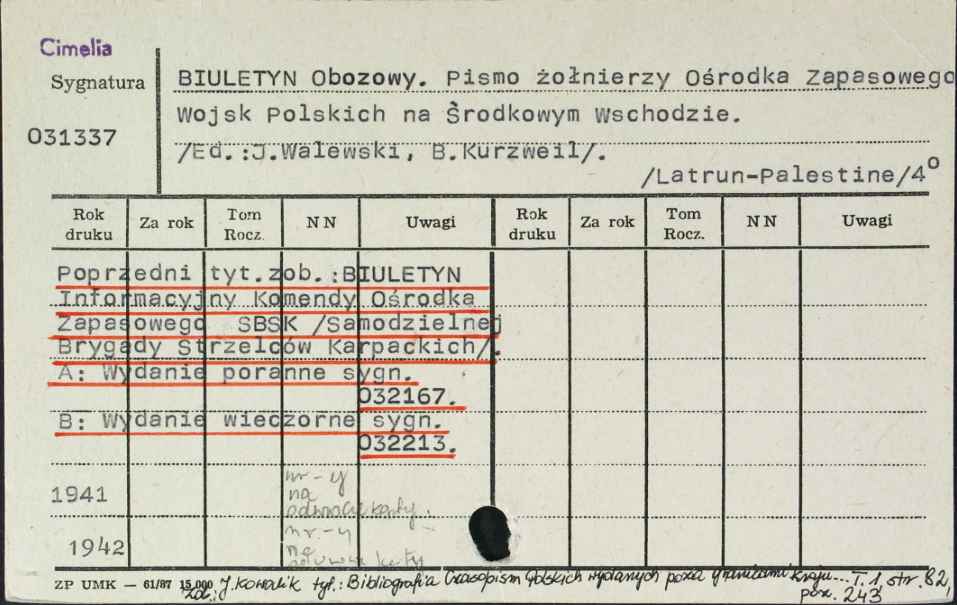 Cimelia
Sygnatura
031337
BIULETYN Obozowy. Pismo żołnierzy Ośrodka Zapasowego
Wojsk Polskich na Środkowym Wschodzie.
/Ed.:J.Walewski, B.Kurzweil/.
/Latrun-Palestine/4°
Rok druku Za rok Tom Rocz. NN Uwagi Rok druku Za rok Tom Rocz. NN Uwagi
Poprzedni tyt.zob.:BIULETYN
Informacyjny Komendy Ośrodka
Zapasowego SBSK /Samodzielnej
Brygady Strzelców Karpackich/.
A: Wydanie poranne sygn.
032167.
B: Wydanie wieczorne sygn.
032213.
1941 nr-y
na
odwrocie karty.
1942 nr-y
na
karty
ZP UMK — 61/87 15.000
Zob.: J. Kowalik tyt.: Bibliografia Czasopism Polskich wydanych poza granicami Kraju... T. 1, str. 82,
poz. 243